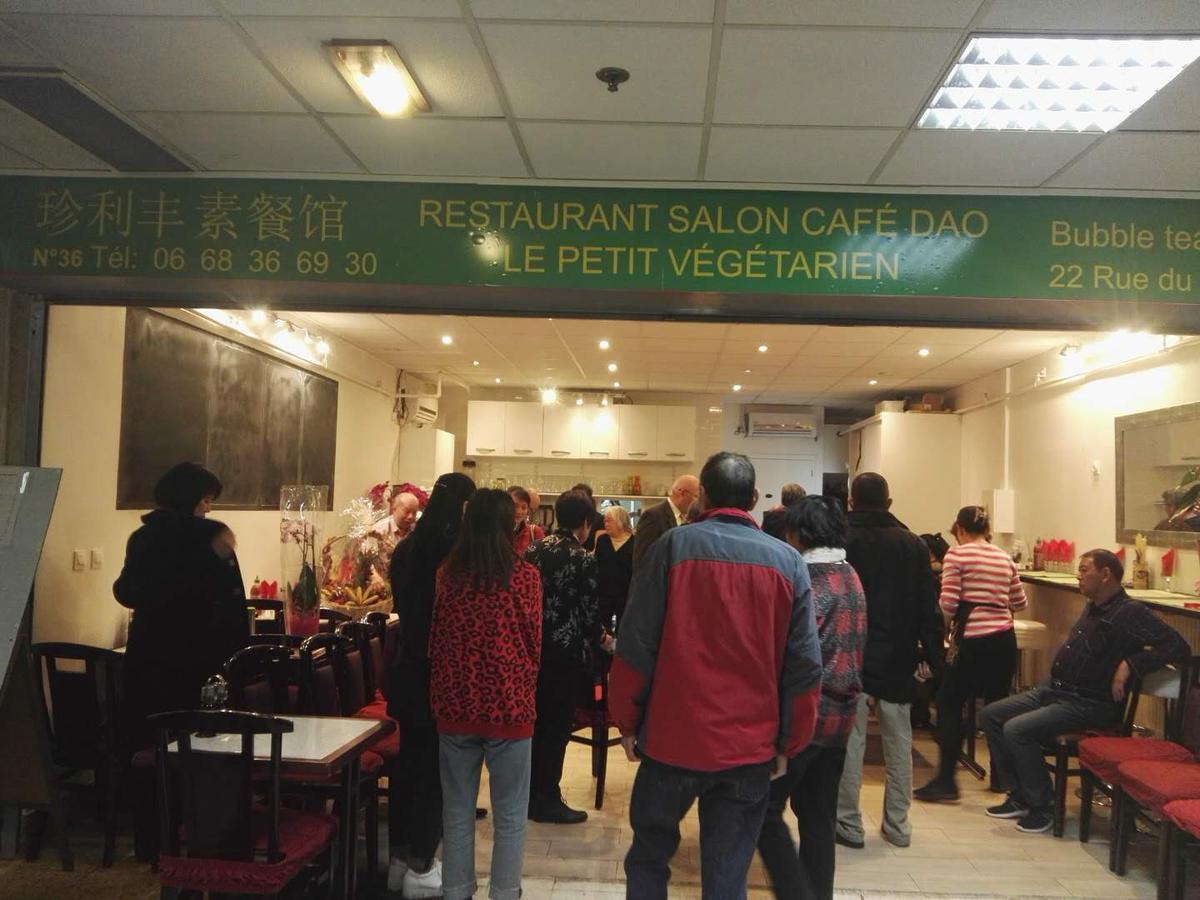 珍利丰素餐馆
N°36 Tél: 06 68 36 69 30
RESTAURANT SALON CAFÉ DAO
LE PETIT VÉGÉTARIEN
Bubble tea
22 Rue du